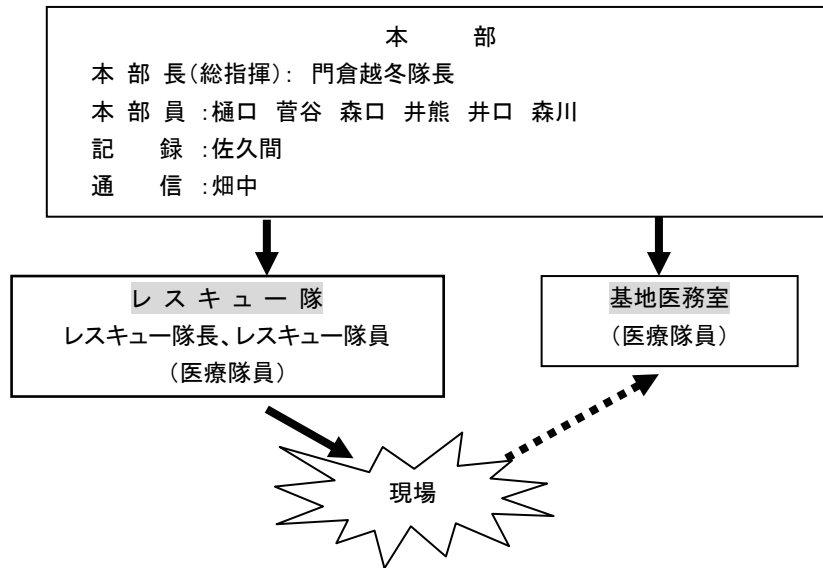 本 部
本 部 長（総指揮）： 門倉越冬隊長
本 部 員 ：樋口 菅谷 森口 井熊 井口 森川
記 録 ：佐久間
通 信 ：畑中
レ ス キ ュ ー 隊
レスキュー隊長、レスキュー隊員
（医療隊員）
基地医務室
（医療隊員）
現場